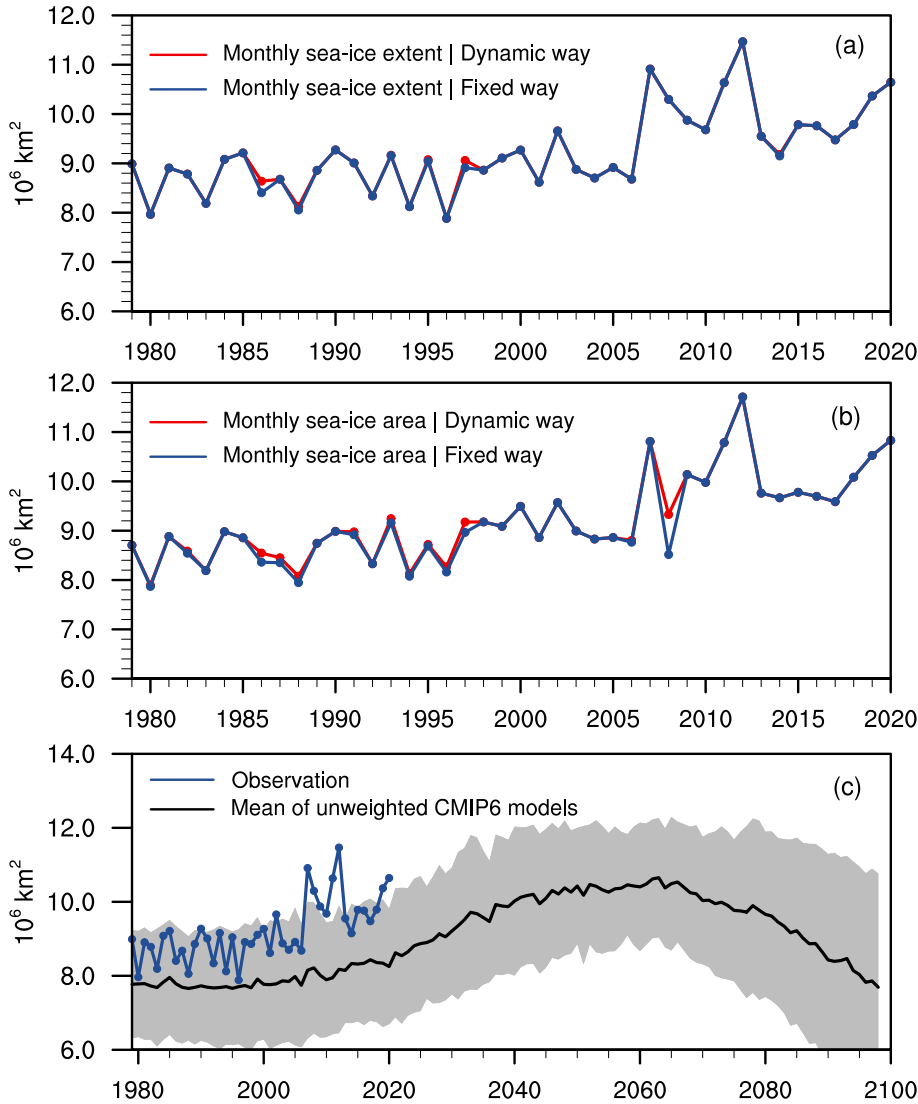 12.0
11.0
10.0
9.0
8.0
7.0
6.0
10⁶ km²
Monthly sea-ice extent | Dynamic way
Monthly sea-ice extent | Fixed way
(a)
1980 1985 1990 1995 2000 2005 2010 2015 2020
12.0
11.0
10.0
9.0
8.0
7.0
6.0
10⁶ km²
Monthly sea-ice area | Dynamic way
Monthly sea-ice area | Fixed way
(b)
1980 1985 1990 1995 2000 2005 2010 2015 2020
14.0
12.0
10.0
8.0
6.0
10⁶ km²
Observation
Mean of unweighted CMIP6 models
(c)
1980 2000 2020 2040 2060 2080 2100